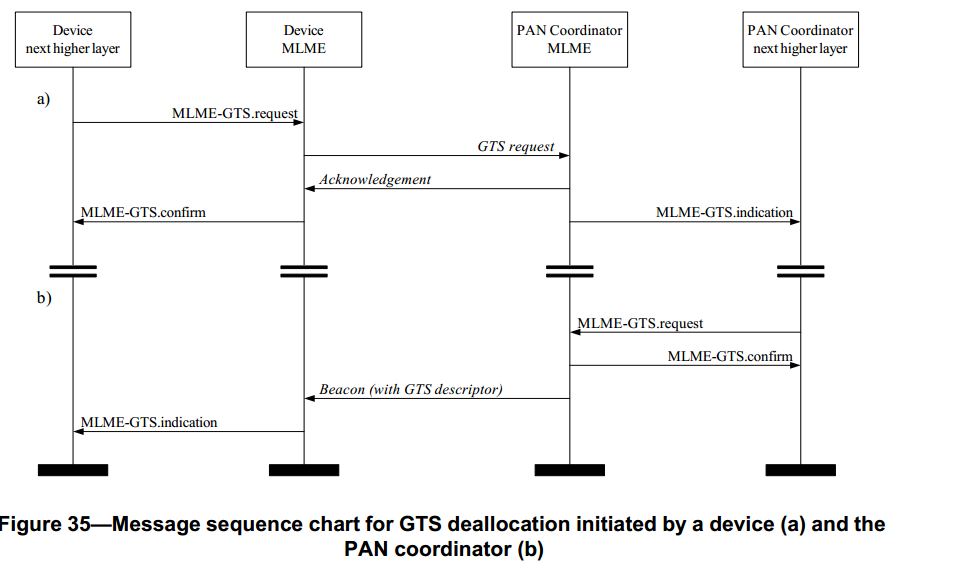 Device
next higher layer
Device
MLME
PAN Coordinator
MLME
PAN Coordinator
next higher layer
a)
MLME-GTS.request
GTS request
Acknowledgement
MLME-GTS.confirm
MLME-GTS.indication
b)
MLME-GTS.request
MLME-GTS.confirm
Beacon (with GTS descriptor)
MLME-GTS.indication
Figure 35—Message sequence chart for GTS deallocation initiated by a device (a) and the
PAN coordinator (b)